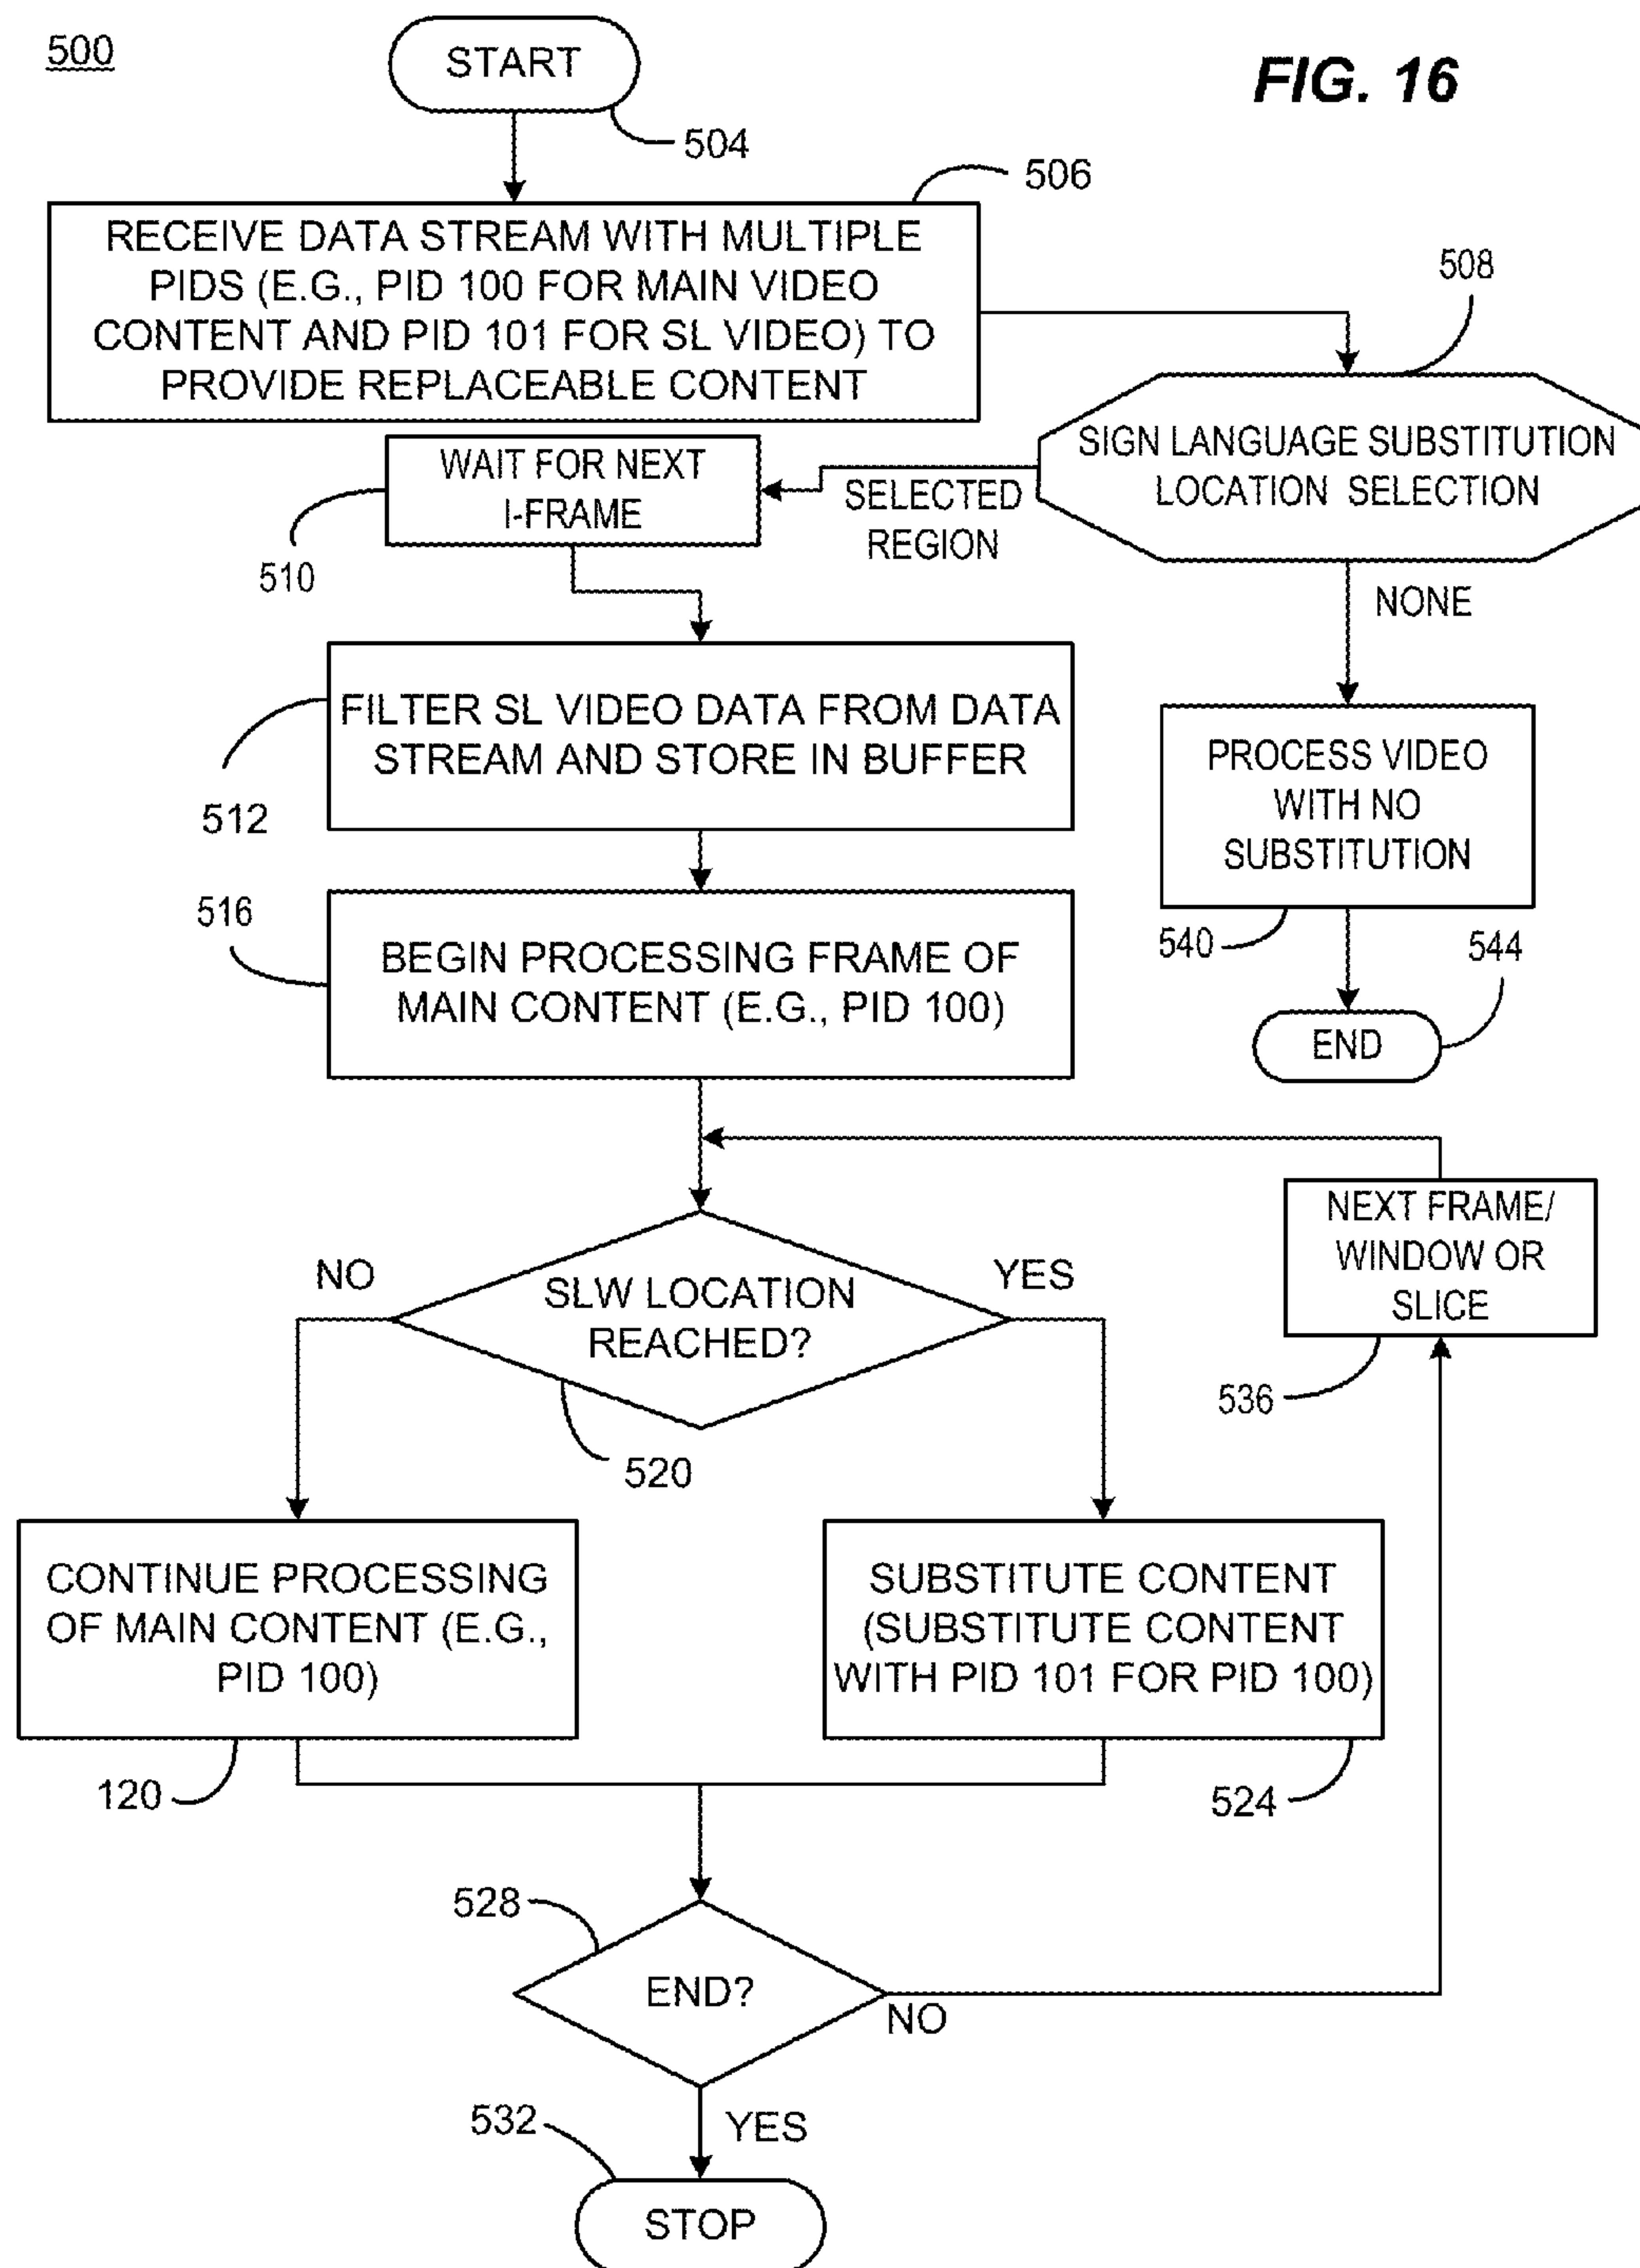 500
START
FIG. 16
504
506
RECEIVE DATA STREAM WITH MULTIPLE
PIDS (E.G., PID 100 FOR MAIN VIDEO
CONTENT AND PID 101 FOR SL VIDEO) TO
PROVIDE REPLACEABLE CONTENT
508
SIGN LANGUAGE SUBSTITUTION
LOCATION SELECTION
WAIT FOR NEXT
I-FRAME
SELECTED
REGION
510
NONE
FILTER SL VIDEO DATA FROM DATA
STREAM AND STORE IN BUFFER
512
PROCESS VIDEO
WITH NO
SUBSTITUTION
516
BEGIN PROCESSING FRAME OF
MAIN CONTENT (E.G., PID 100)
540
544
END
NEXT FRAME/
WINDOW OR
SLICE
NO
YES
SLW LOCATION
REACHED?
536
520
CONTINUE PROCESSING
OF MAIN CONTENT (E.G.,
PID 100)
SUBSTITUTE CONTENT
(SUBSTITUTE CONTENT
WITH PID 101 FOR PID 100)
120
524
528
END?
NO
532
YES
STOP